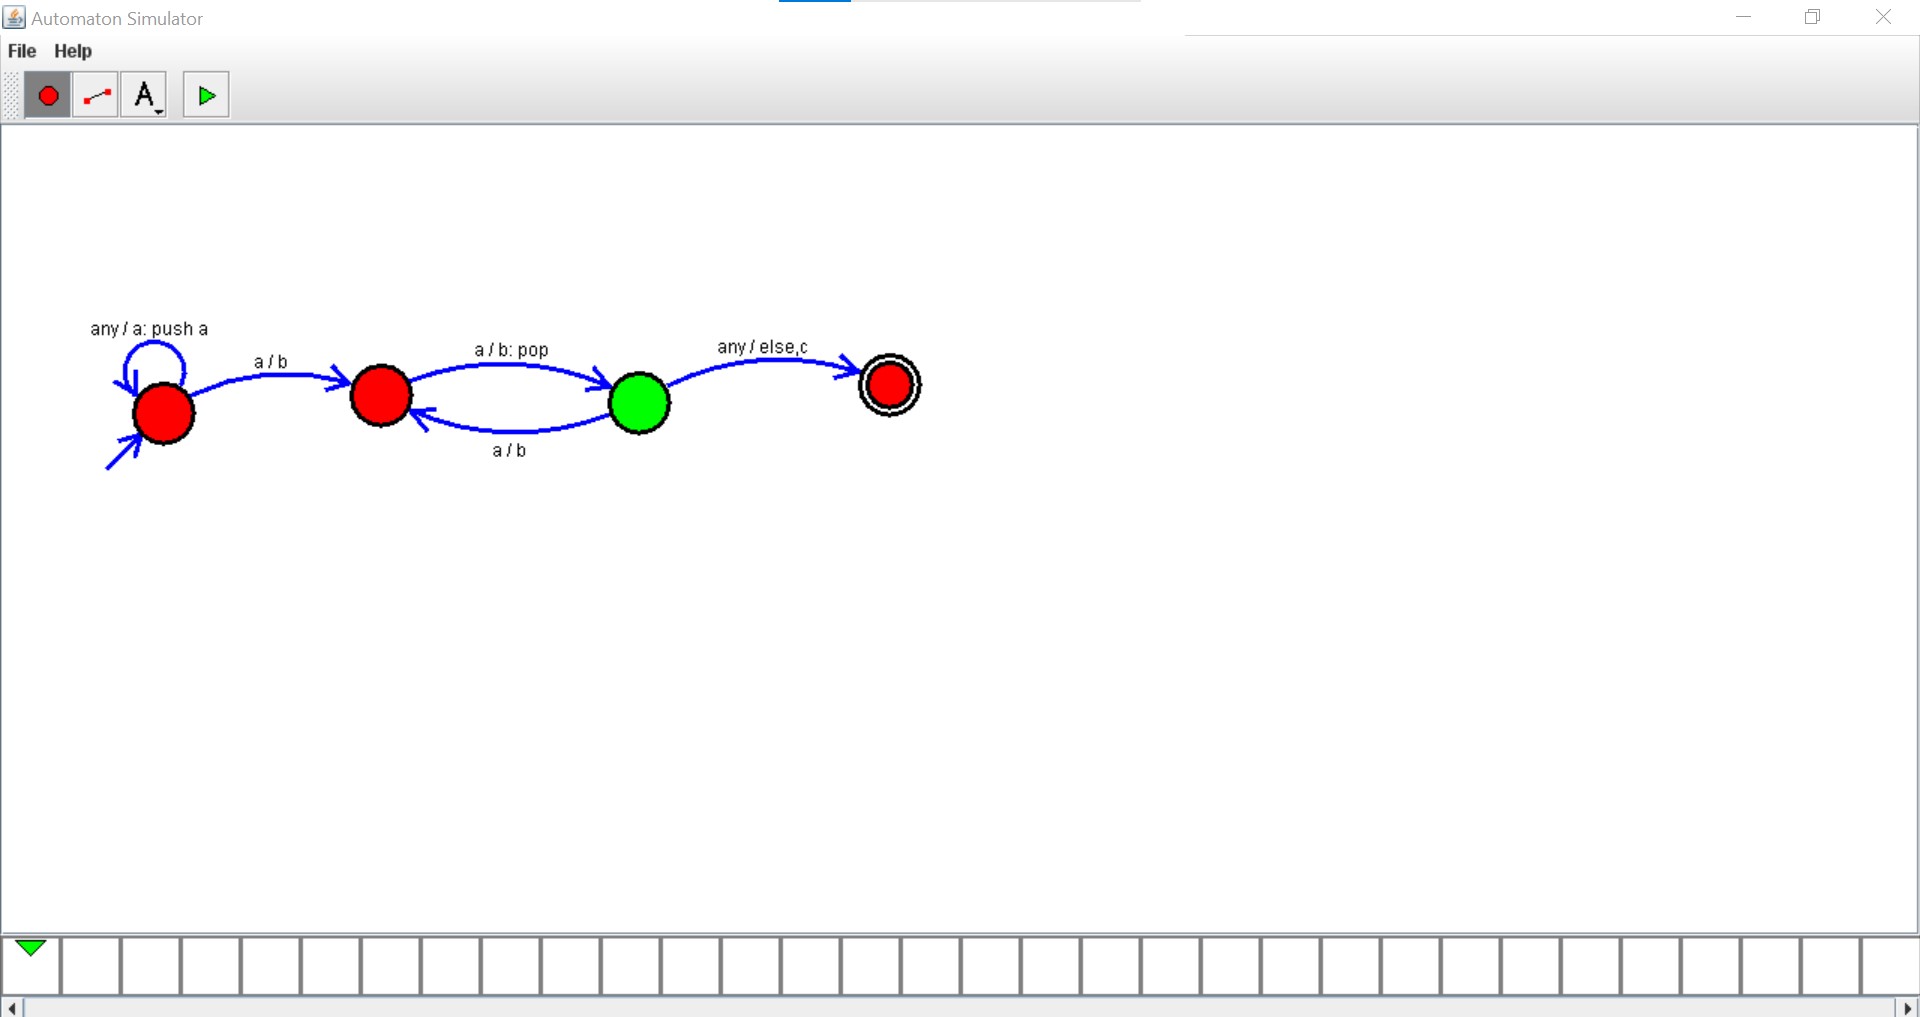 Automaton Simulator
File Help
A
any / a: push a
a / b
a / b: pop
any / else,c
a / b